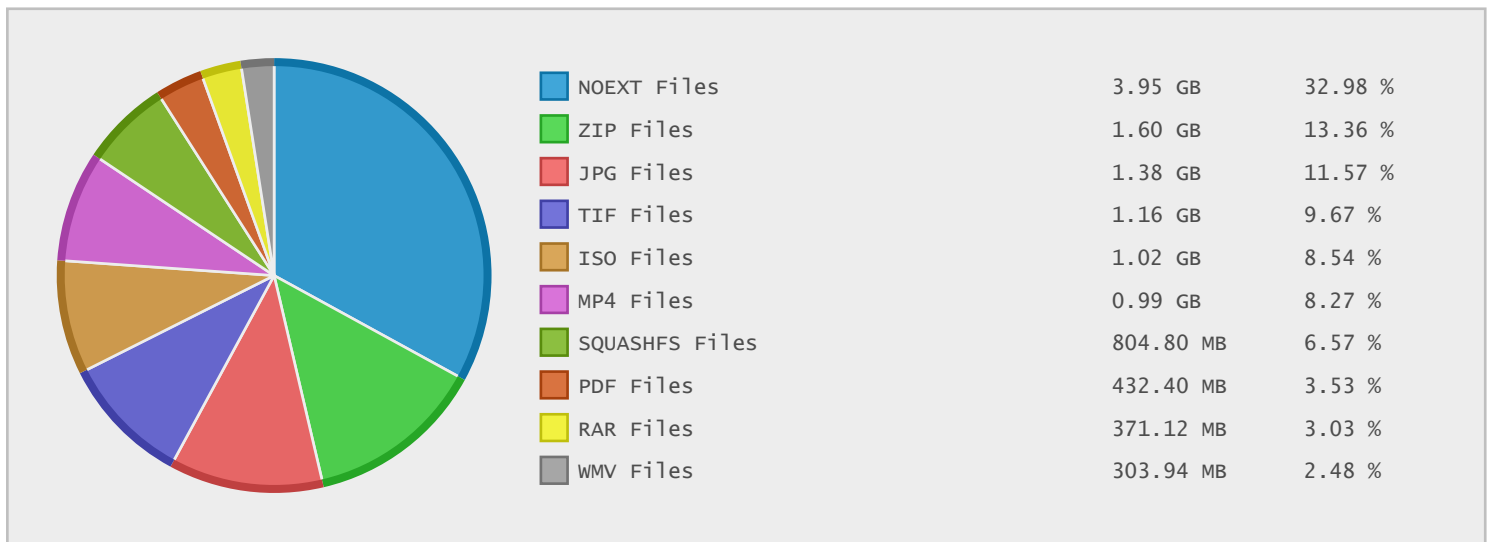 NOEXT Files 3.95 GB 32.98 %
ZIP Files 1.60 GB 13.36 %
JPG Files 1.38 GB 11.57 %
TIF Files 1.16 GB 9.67 %
ISO Files 1.02 GB 8.54 %
MP4 Files 0.99 GB 8.27 %
SQUASHFS Files 804.80 MB 6.57 %
PDF Files 432.40 MB 3.53 %
RAR Files 371.12 MB 3.03 %
WMV Files 303.94 MB 2.48 %